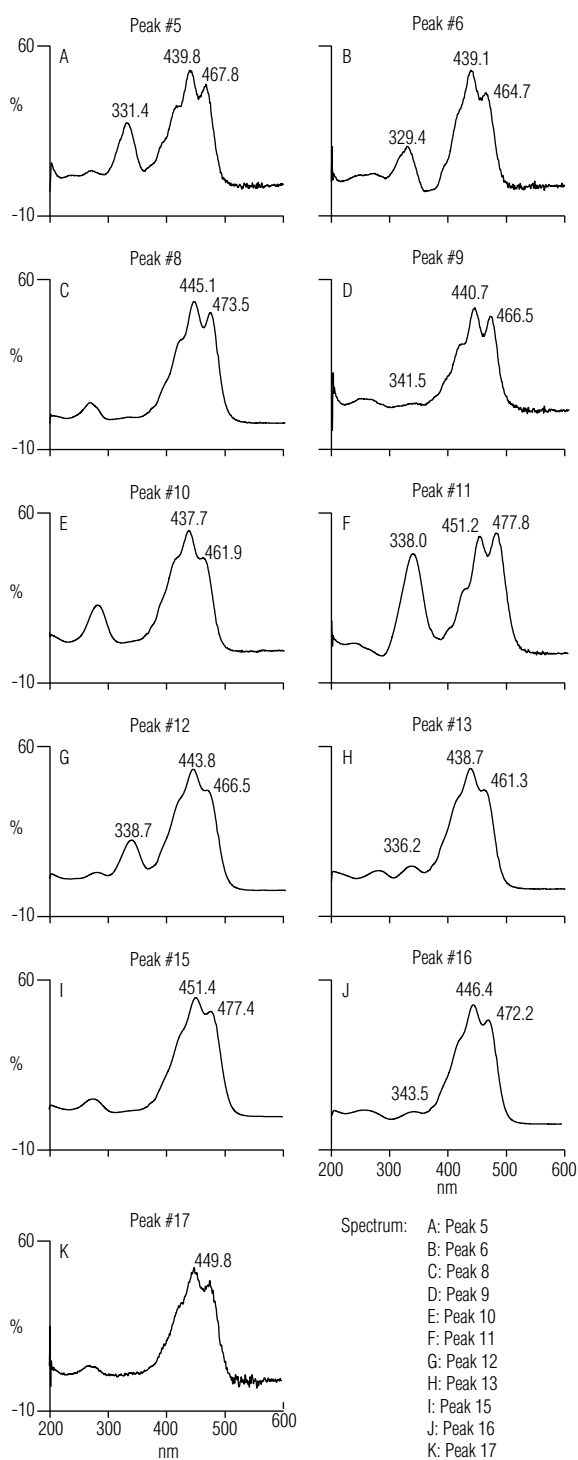 Peak #5
60
A
439.8
467.8
%
331.4
-10
Peak #6
B
439.1
464.7
329.4
Peak #8
60
C
445.1
473.5
%
-10
Peak #9
D
440.7
466.5
341.5
Peak #10
60
E
437.7
461.9
%
-10
Peak #11
F
451.2
477.8
338.0
Peak #12
60
G
443.8
466.5
%
338.7
-10
Peak #13
H
438.7
461.3
336.2
Peak #15
60
I
451.4
477.4
%
-10
Peak #16
J
446.4
472.2
343.5
200 300 400 500 600
nm
Peak #17
60
K
449.8
%
-10
200 300 400 500 600
nm
Spectrum: A: Peak 5
B: Peak 6
C: Peak 8
D: Peak 9
E: Peak 10
F: Peak 11
G: Peak 12
H: Peak 13
I: Peak 15
J: Peak 16
K: Peak 17